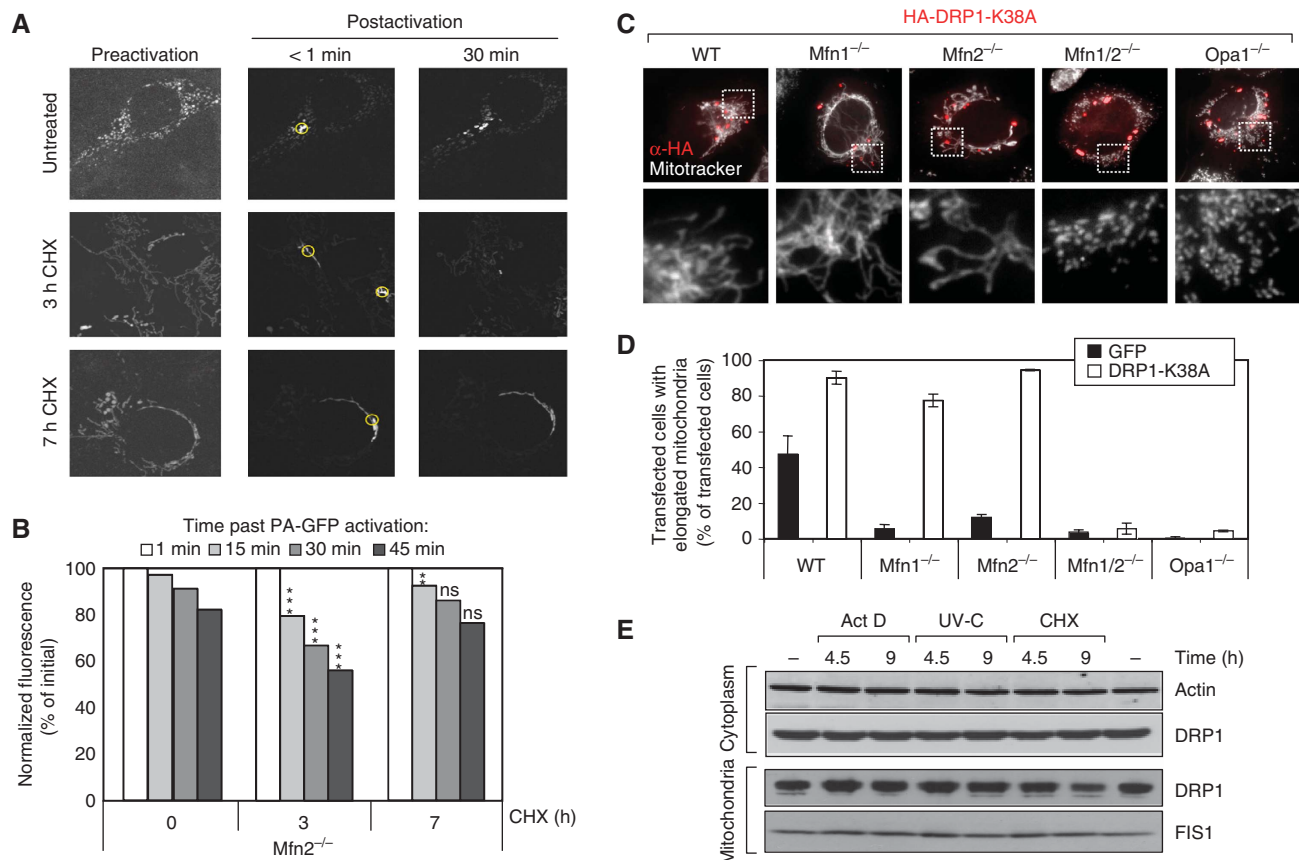 A
Postactivation
Preactivation
< 1 min
30 min
Untreated
3 h CHX
7 h CHX
B
Time past PA-GFP activation:
1 min 15 min 30 min 45 min
Normalized fluorescence
(% of initial)
100
80
60
40
20
0
***
***
***
**
ns
ns
0 3 7 CHX (h)
Mfn2–/–
C
HA-DRP1-K38A
WT Mfn1–/– Mfn2–/– Mfn1/2–/– Opa1–/–
α-HA
Mitotracker
D
GFP
DRP1-K38A
Transfected cells with
elongated mitochondria
(% of transfected cells)
100
80
60
40
20
0
WT Mfn1–/– Mfn2–/– Mfn1/2–/– Opa1–/–
E
Act D UV-C CHX
– 4.5 9 4.5 9 4.5 9 – Time (h)
Cytoplasm
Actin
DRP1
Mitochondria
DRP1
FIS1